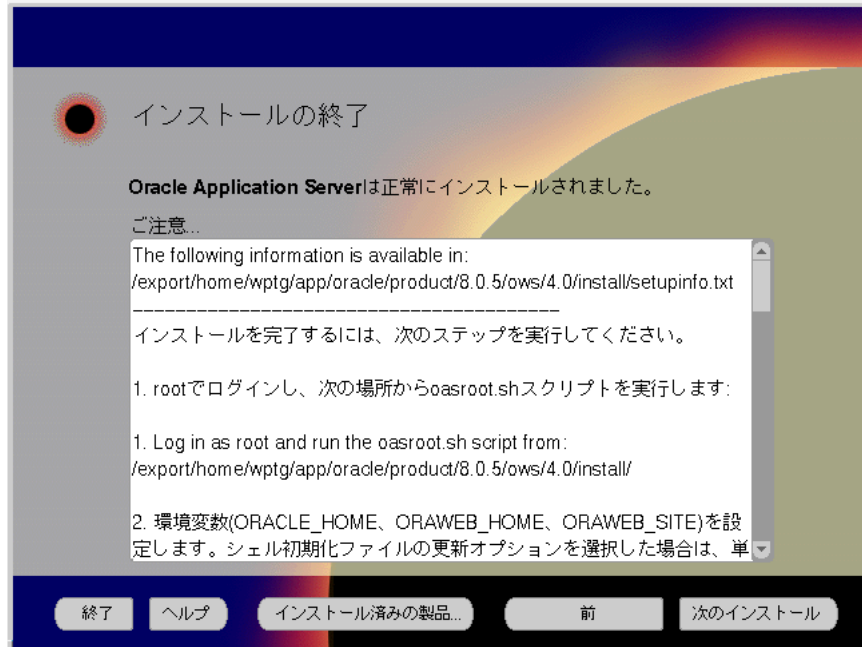 インストールの終了
Oracle Application Serverは正常にインストールされました。
ご注意...
The following information is available in:
/export/home/wptg/app/oracle/product/8.0.5/ows/4.0/install/setupinfo.txt
----------------------------------------
インストールを完了するには、次のステップを実行してください。
1. rootでログインし、次の場所からoasroot.shスクリプトを実行します:
1. Log in as root and run the oasroot.sh script from:
/export/home/wptg/app/oracle/product/8.0.5/ows/4.0/install/
2. 環境変数(ORACLE_HOME、ORAWEB_HOME、ORAWEB_SITE)を設
定します。シェル初期化ファイルの更新オプションを選択した場合は、単
終了 ヘルプ インストール済みの製品... 前 次のインストール